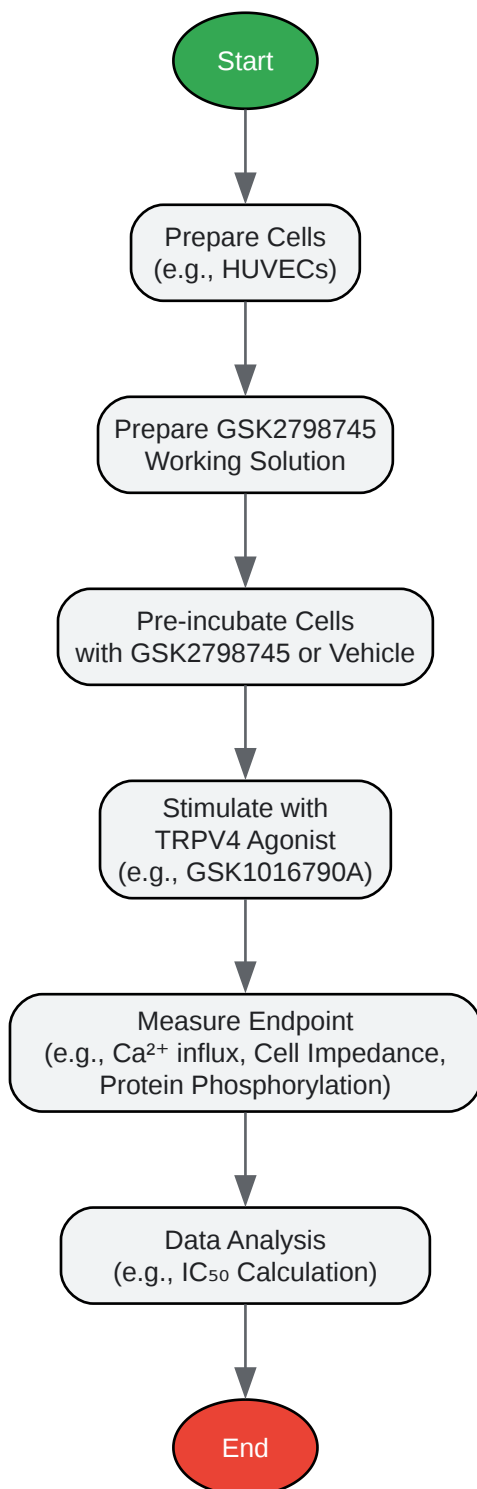 Start
Prepare Cells
(e.g., HUVECs)
Prepare GSK2798745
Working Solution
Pre-incubate Cells
with GSK2798745 or Vehicle
Stimulate with
TRPV4 Agonist
(e.g., GSK1016790A)
Measure Endpoint
(e.g., Ca²⁺ influx, Cell Impedance,
Protein Phosphorylation)
Data Analysis
(e.g., IC₅₀ Calculation)
End